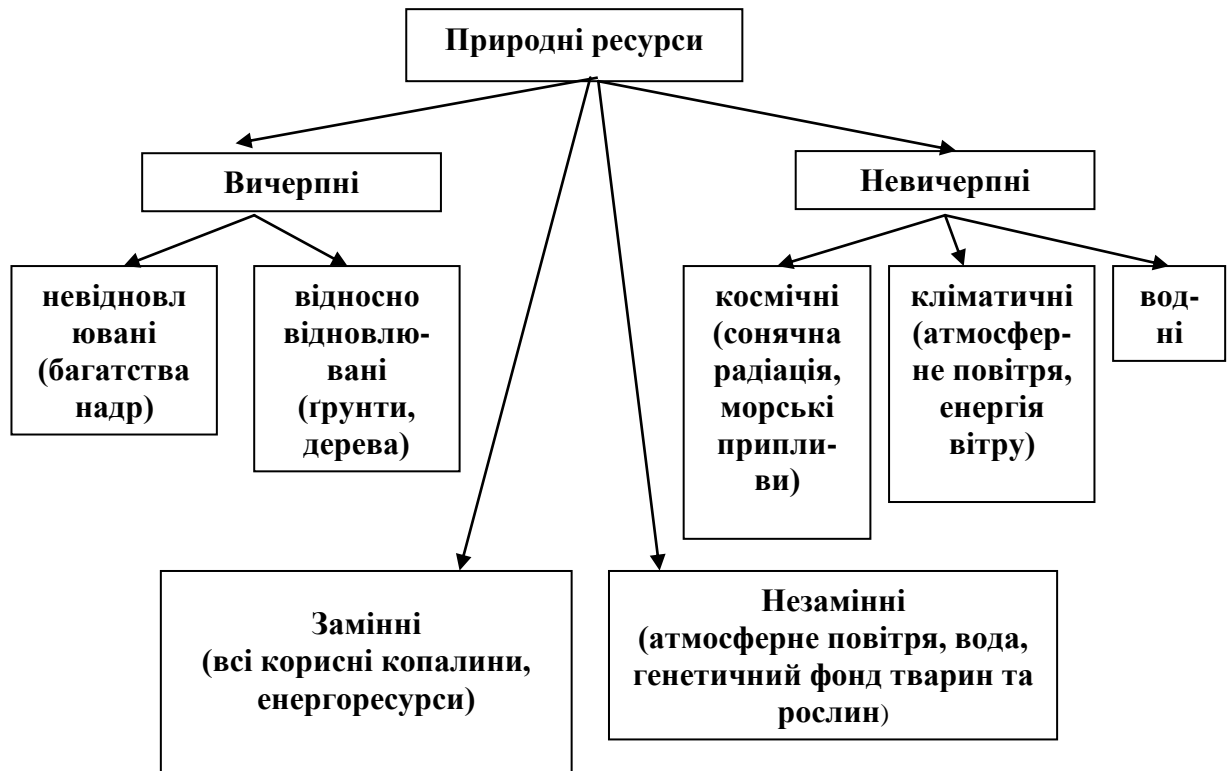 Природні ресурси
Вичерпні
Невичерпні
невідновл
ювані
(багатства
надр)
відносно
відновлю-
вані
(ґрунти,
дерева)
космічні
(сонячна
радіація,
морські
припли-
ви)
кліматичні
(атмосфер-
не повітря,
енергія
вітру)
вод-
ні
Замінні
(всі корисні копалини,
енергоресурси)
Незамінні
(атмосферне повітря, вода,
генетичний фонд тварин та
рослин)